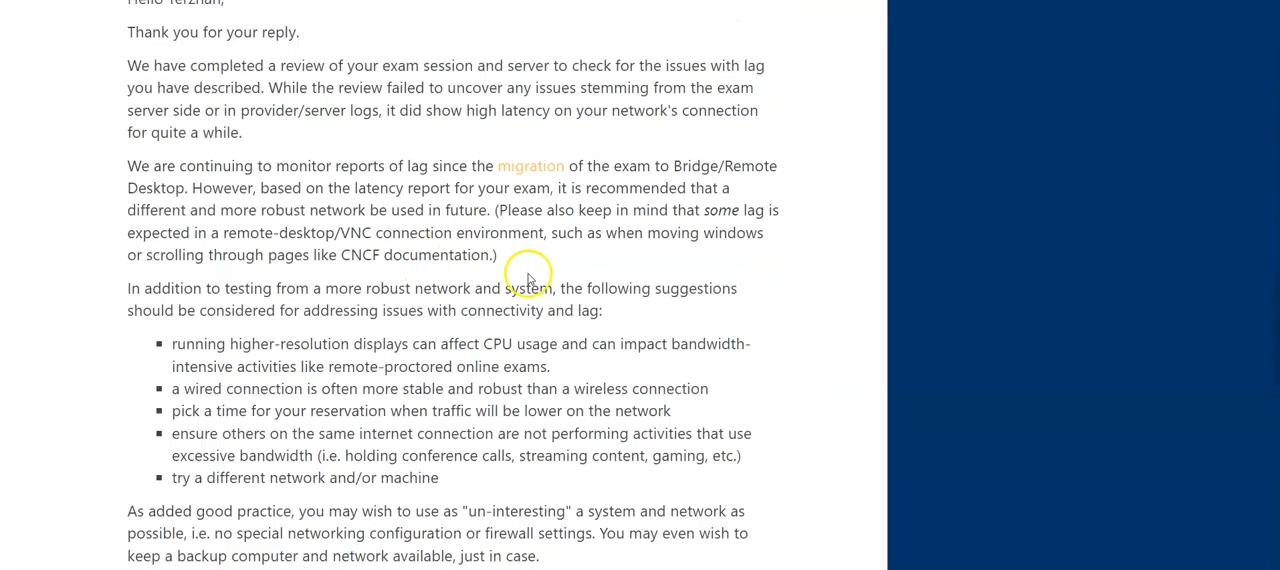 Hello Yerzhan,
Thank you for your reply.
We have completed a review of your exam session and server to check for the issues with lag
you have described. While the review failed to uncover any issues stemming from the exam
server side or in provider/server logs, it did show high latency on your network's connection
for quite a while.
We are continuing to monitor reports of lag since the migration of the exam to Bridge/Remote
Desktop. However, based on the latency report for your exam, it is recommended that a
different and more robust network be used in future. (Please also keep in mind that some lag is
expected in a remote-desktop/VNC connection environment, such as when moving windows
or scrolling through pages like CNCF documentation.)
In addition to testing from a more robust network and system, the following suggestions
should be considered for addressing issues with connectivity and lag:
▪ running higher-resolution displays can affect CPU usage and can impact bandwidth-
intensive activities like remote-proctored online exams.
▪ a wired connection is often more stable and robust than a wireless connection
▪ pick a time for your reservation when traffic will be lower on the network
▪ ensure others on the same internet connection are not performing activities that use
excessive bandwidth (i.e. holding conference calls, streaming content, gaming, etc.)
▪ try a different network and/or machine
As added good practice, you may wish to use as "un-interesting" a system and network as
possible, i.e. no special networking configuration or firewall settings. You may even wish to
keep a backup computer and network available, just in case.